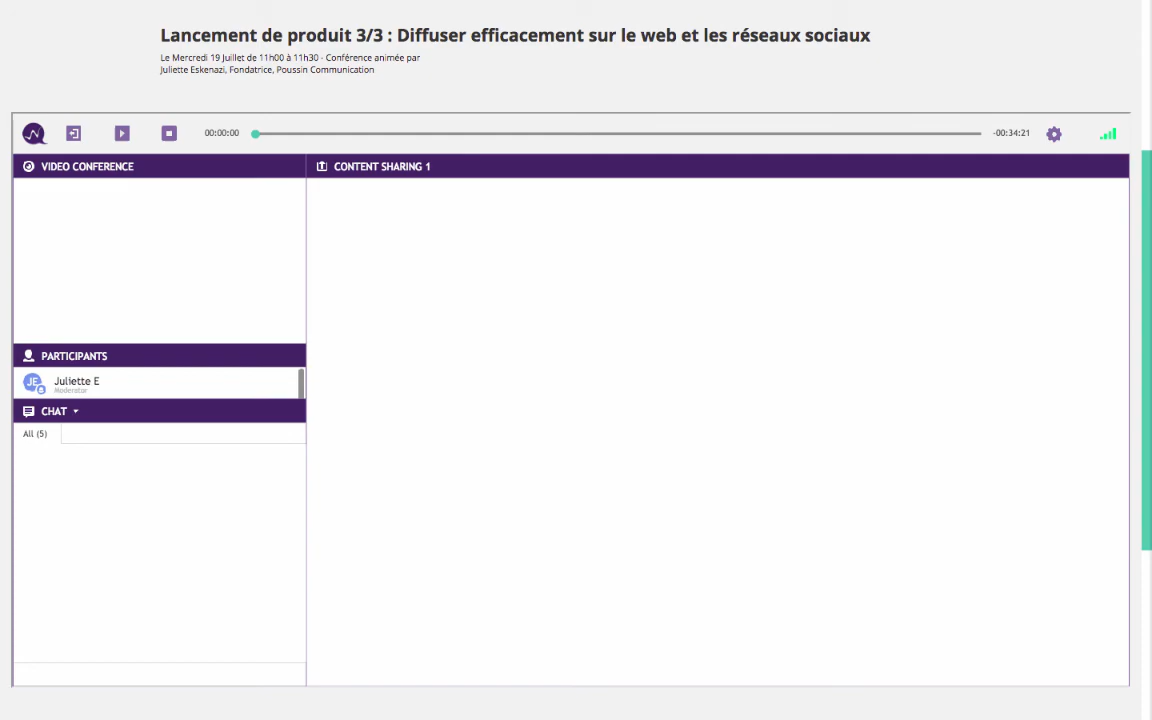 Lancement de produit 3/3 : Diffuser efficacement sur le web et les réseaux sociaux
Le Mercredi 19 Juillet de 11h00 à 11h30 - Conférence animée par
Juliette Eskenazi, Fondatrice, Poussin Communication
00:00:00
-00:34:21
VIDEO CONFERENCE
CONTENT SHARING 1
PARTICIPANTS
JE
Juliette E
Moderator
CHAT
All (5)